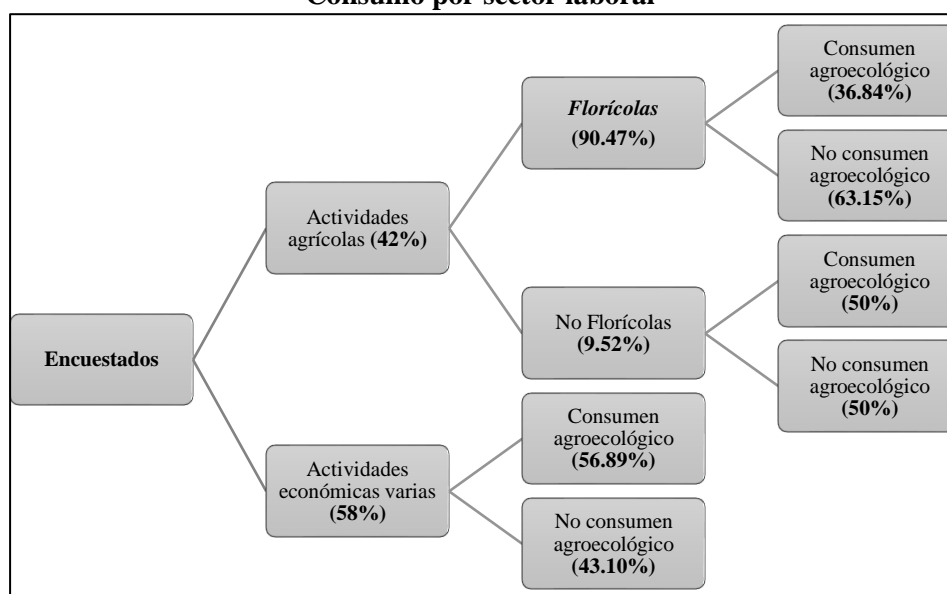 Consumo por sector laboral
Encuestados
Actividades
agrícolas (42%)
Florícolas
(90.47%)
Consumen
agroecológico
(36.84%)
No consumen
agroecológico
(63.15%)
No Florícolas
(9.52%)
Consumen
agroecológico
(50%)
No consumen
agroecológico
(50%)
Actividades
económicas varias
(58%)
Consumen
agroecológico
(56.89%)
No consumen
agroecológico
(43.10%)